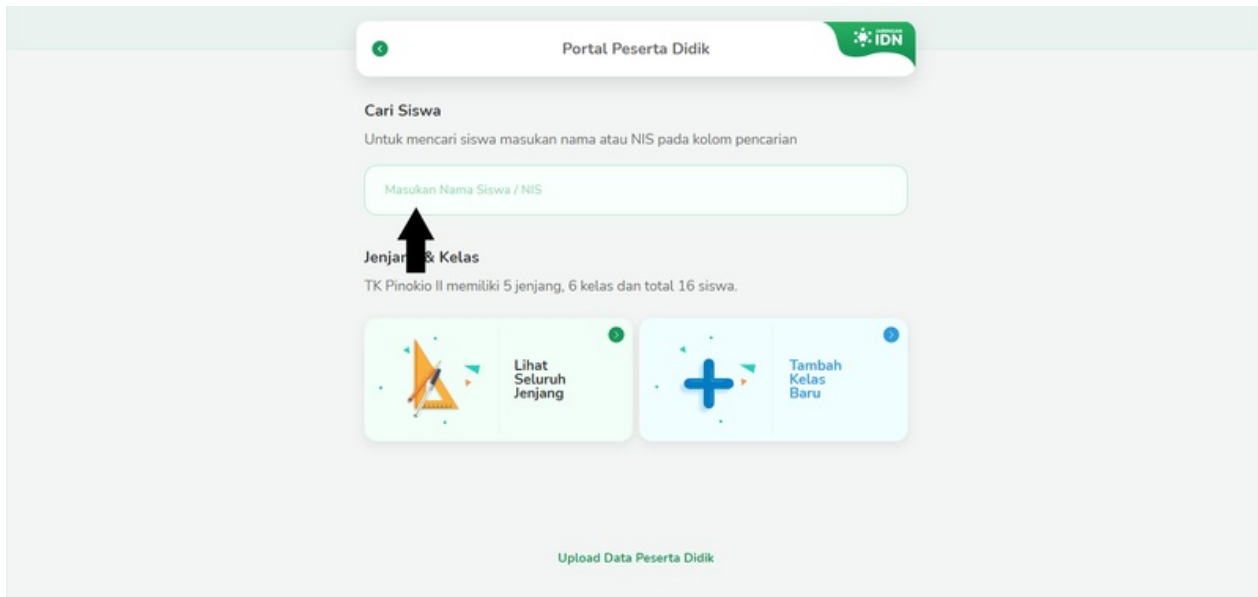 Portal Peserta Didik
JARINGAN
IDN
Cari Siswa
Untuk mencari siswa masukan nama atau NIS pada kolom pencarian
Masukan Nama Siswa / NIS
& Kelas
TK Pinokio II memiliki 5 jenjang, 6 kelas dan total 16 siswa.
Lihat
Seluruh
Jenjang
Tambah
Kelas
Baru
Upload Data Peserta Didik